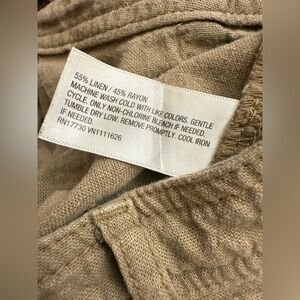 55% LINEN / 45% RAYON
MACHINE WASH COLD WITH LIKE COLORS. GENTLE
CYCLE. ONLY NON-CHLORINE BLEACH IF NEEDED.
TUMBLE DRY LOW. REMOVE PROMPTLY. COOL IRON
IF NEEDED.
RN17730 VN1111626